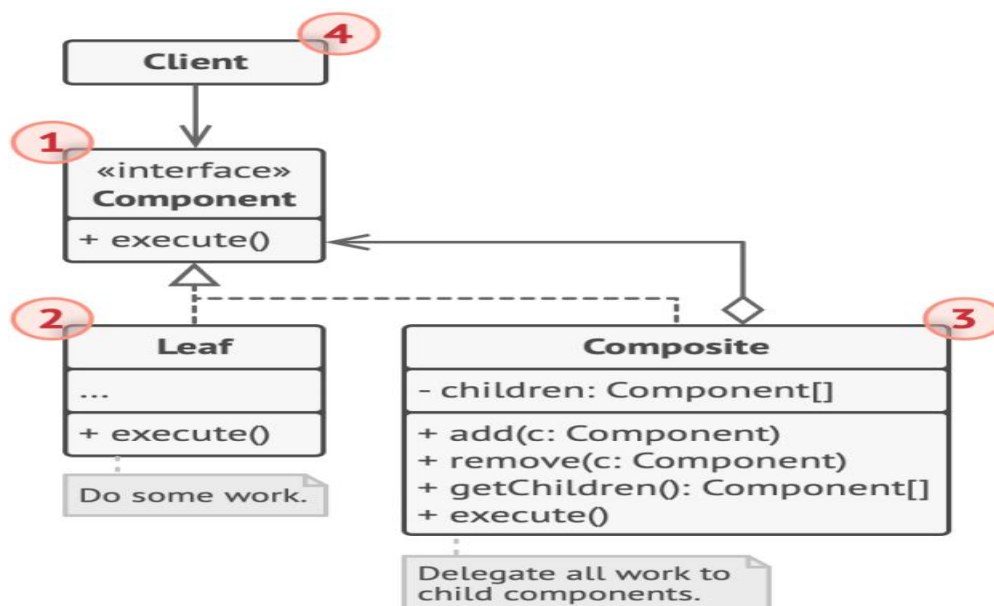 4
Client
1
«interface»
Component
+ execute()
2
Leaf
...
+ execute()
Do some work.
3
Composite
- children: Component[]
+ add(c: Component)
+ remove(c: Component)
+ getChildren(): Component[]
+ execute()
Delegate all work to
child components.